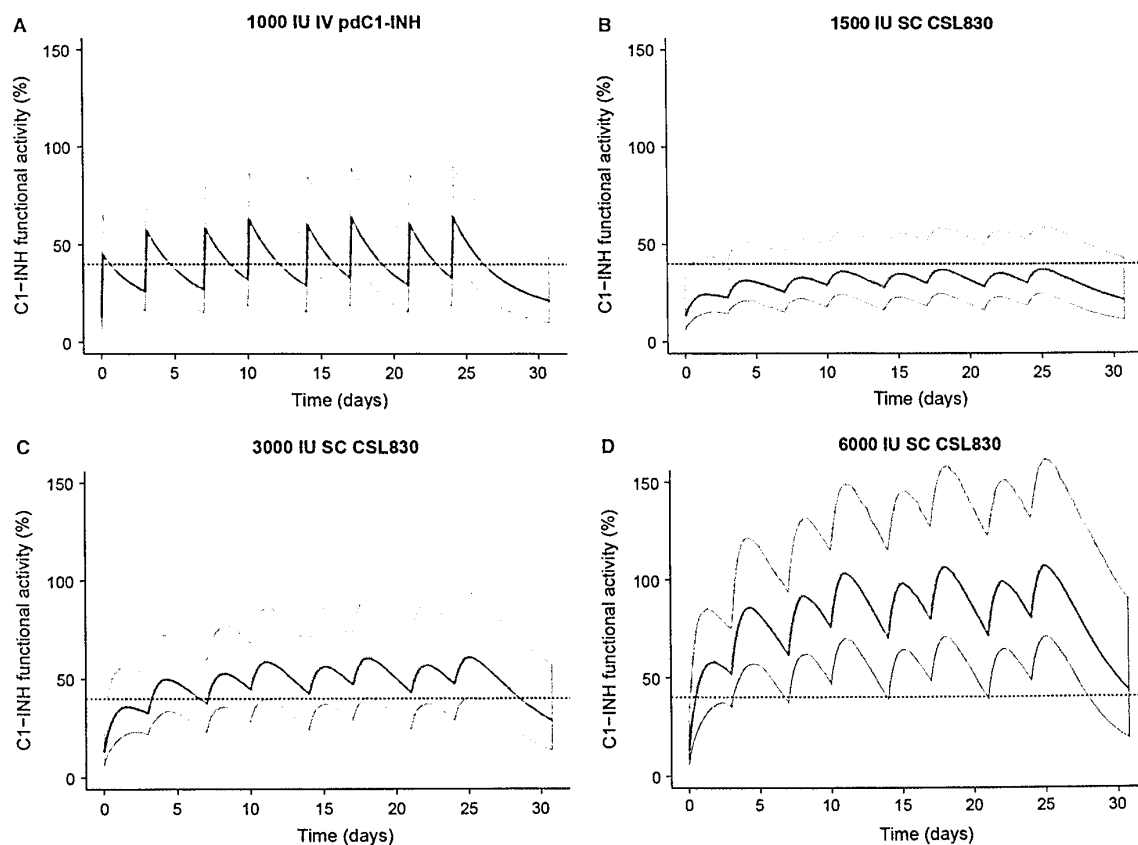 A
1000 IU IV pdC1-INH
C1−INH functional activity (%)
150
100
50
0
0 5 10 15 20 25 30
Time (days)
B
1500 IU SC CSL830
C1−INH functional activity (%)
150
100
50
0
0 5 10 15 20 25 30
Time (days)
C
3000 IU SC CSL830
C1−INH functional activity (%)
150
100
50
0
0 5 10 15 20 25 30
Time (days)
D
6000 IU SC CSL830
C1−INH functional activity (%)
150
100
50
0
0 5 10 15 20 25 30
Time (days)